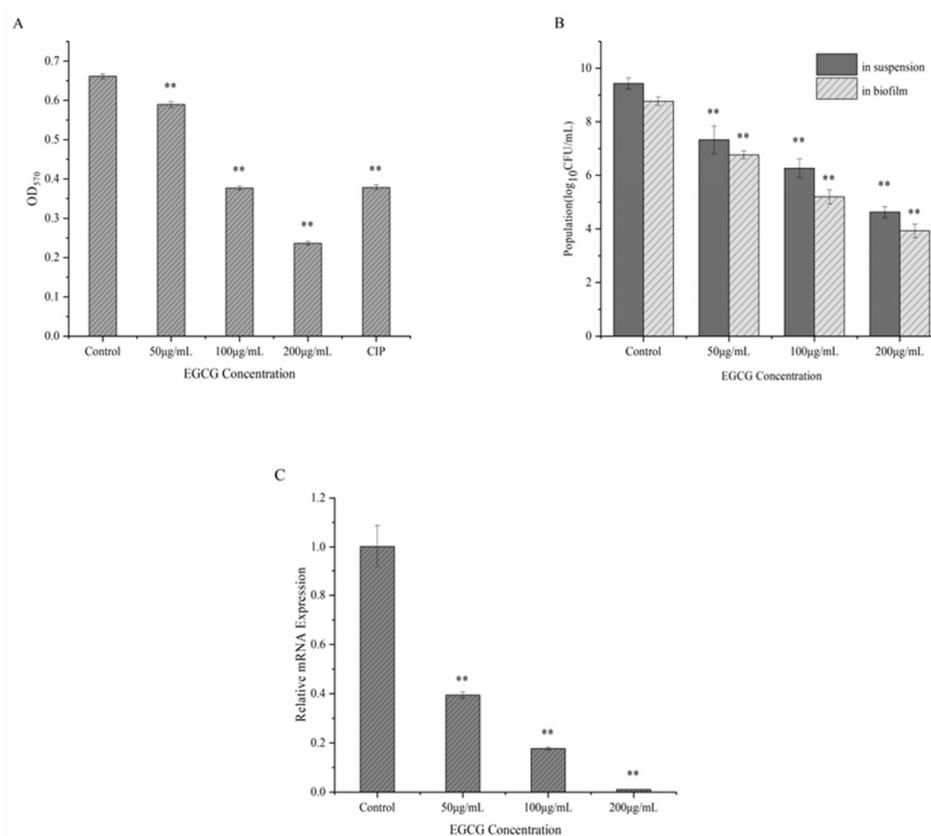 A
0.7
0.6
0.5
0.4
0.3
0.2
0.1
0.0
OD570
**
**
**
**
Control
50μg/mL
100μg/mL
200μg/mL
CIP
EGCG Concentration
B
10
8
6
4
2
0
Population(log10CFU/mL)
in suspension
in biofilm
**
**
**
**
**
**
Control
50μg/mL
100μg/mL
200μg/mL
EGCG Concentration
C
1.2
1.0
0.8
0.6
0.4
0.2
0.0
Relative mRNA Expression
**
**
**
Control
50μg/mL
100μg/mL
200μg/mL
EGCG Concentration